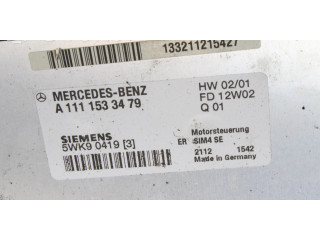 133211215427
MERCEDES-BENZ
A 111 153 34 79
HW 02/01
FD 12W02
Q 01
SIEMENS
5WK9 0419 [3]
Motorsteuerung
ER SIM4 SE
2112 1542
Made in Germany